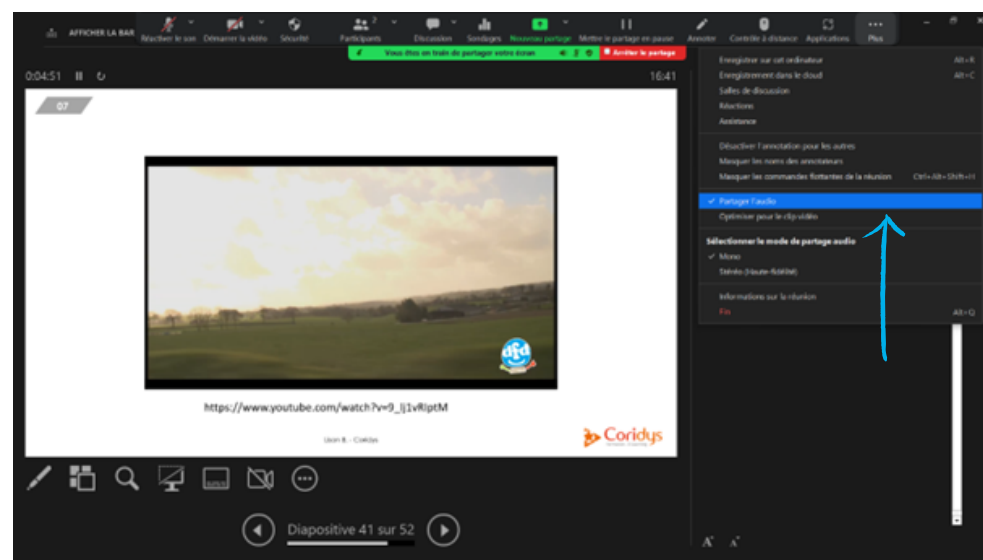 AFFICHER LA BAR
Réactiver le son Démarrer la vidéo Sécurité Participants 2 Discussion Sondages Nouveau partage Mettre le partage en pause Annoter Contrôle à distance Applications Plus
Vous êtes en train de partager votre écran Arrêter le partage
0:04:51
16:41
Enregistrer sur cet ordinateur Alt+R
Enregistrement dans le cloud Alt+C
Salles de discussion
Réactions
Assistance
Désactiver l'annotation pour les autres
Masquer les noms des annotateurs
Masquer les commandes flottantes de la réunion Ctrl+Alt+Shift+H
Partager l'audio
Optimiser pour le clip vidéo
Sélectionner le mode de partage audio
Mono
Stéréo (Haute-fidélité)
Informations sur la réunion
Fin Alt+Q
07
dfd
https://www.youtube.com/watch?v=9_Ij1vRIptM
Coridys
Diapositive 41 sur 52
A A